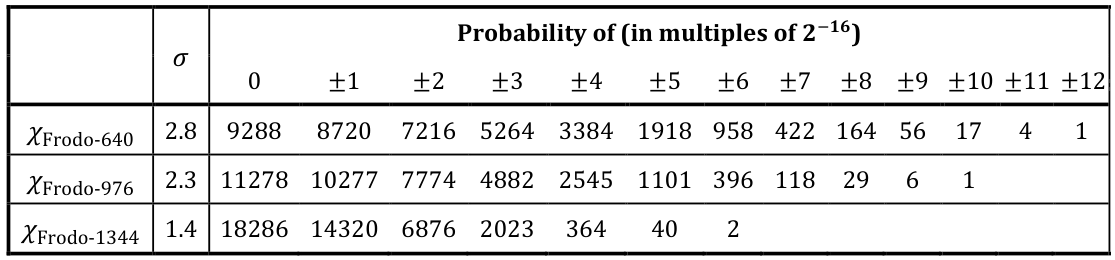 σ Probability of (in multiples of 2⁻¹⁶)
0 ±1 ±2 ±3 ±4 ±5 ±6 ±7 ±8 ±9 ±10 ±11 ±12
χFrodo-640 2.8 9288 8720 7216 5264 3384 1918 958 422 164 56 17 4 1
χFrodo-976 2.3 11278 10277 7774 4882 2545 1101 396 118 29 6 1
χFrodo-1344 1.4 18286 14320 6876 2023 364 40 2